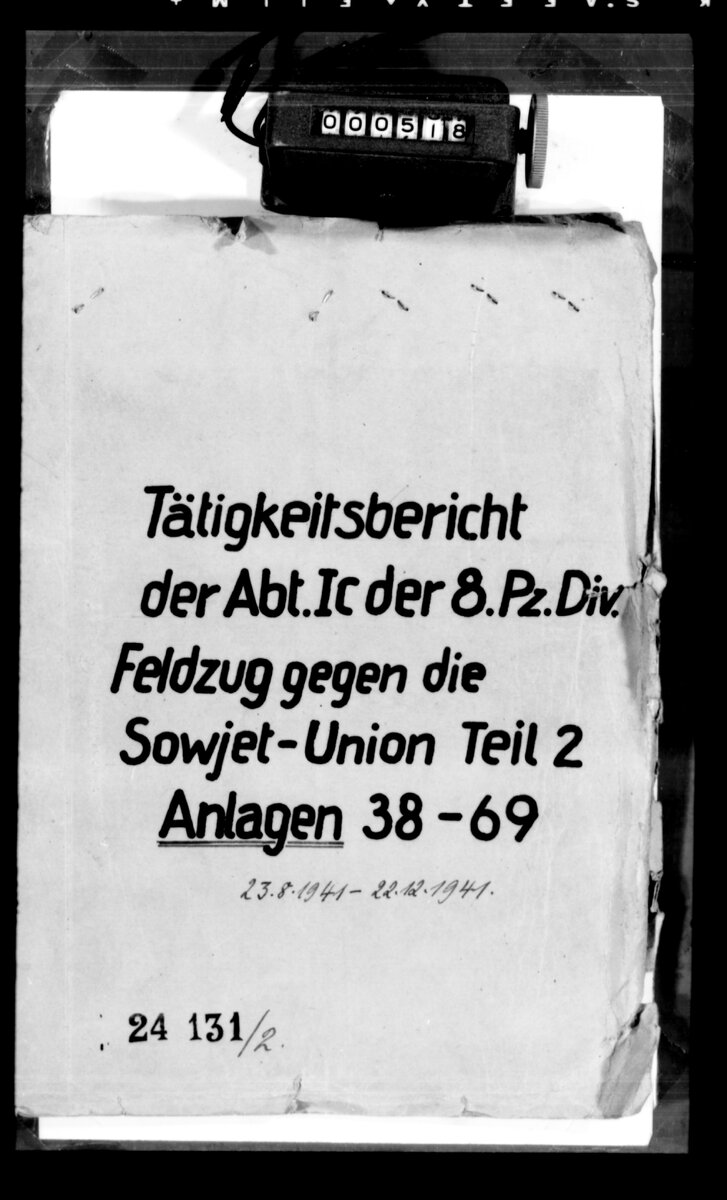 000518
Tätigkeitsbericht
der Abt. Ic der 8. Pz. Div.
Feldzug gegen die
Sowjet-Union Teil 2
Anlagen 38-69
23.8.1941 - 22.12.1941.
24 131/2.